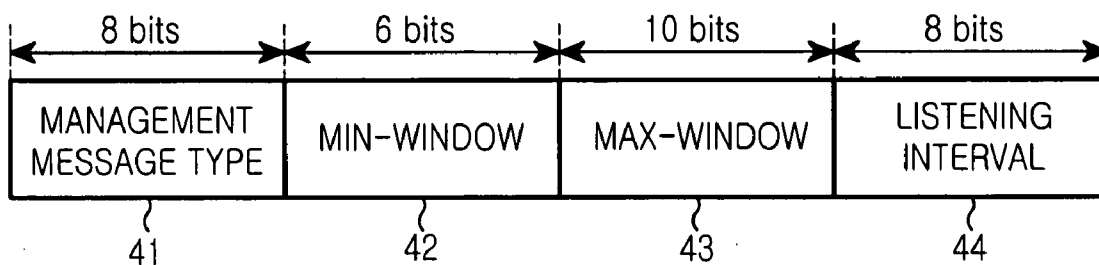 8 bits 6 bits 10 bits 8 bits
MANAGEMENT MESSAGE TYPE
MIN-WINDOW
MAX-WINDOW
LISTENING INTERVAL
41 42 43 44